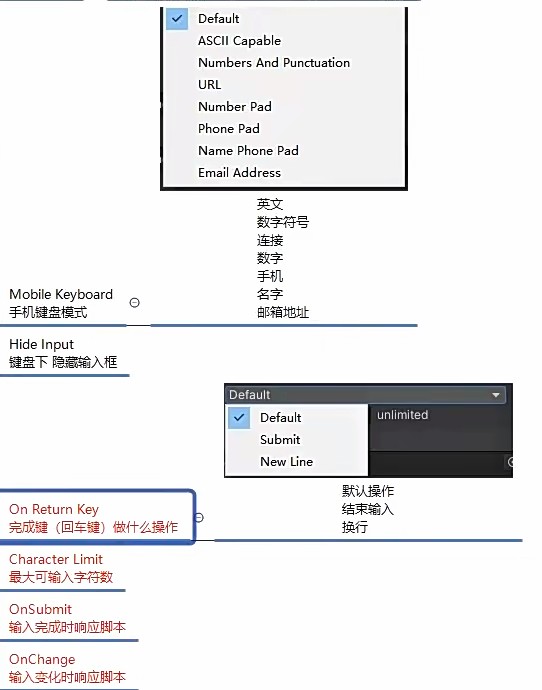 Default
ASCII Capable
Numbers And Punctuation
URL
Number Pad
Phone Pad
Name Phone Pad
Email Address
英文
数字符号
连接
数字
手机
名字
邮箱地址
Mobile Keyboard
手机键盘模式
Hide Input
键盘下 隐藏输入框
Default
unlimited
Default
Submit
New Line
默认操作
结束输入
换行
On Return Key
完成键（回车键）做什么操作
Character Limit
最大可输入字符数
OnSubmit
输入完成时响应脚本
OnChange
输入变化时响应脚本